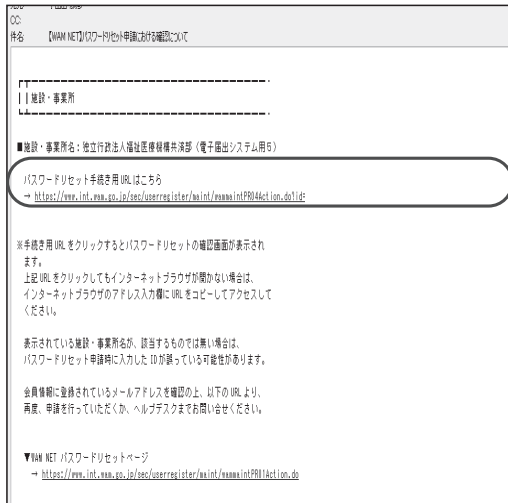 CC:
件名 【WAM NET】パスワードリセット申請における確認について
┃┃施設・事業所
■施設・事業所名：独立行政法人福祉医療機構共済部（電子届出システム用５）
パスワードリセット手続き用URLはこちら
→ https://www.int.wam.go.jp/sec/userregister/maint/wammaintPR04Action.do?id=
※手続き用URLをクリックするとパスワードリセットの確認画面が表示され
ます。
上記URLをクリックしてもインターネットブラウザが開かない場合は、
インターネットブラウザのアドレス入力欄にURLをコピーしてアクセスして
ください。
表示されている施設・事業所名が、該当するものでは無い場合は、
パスワードリセット申請時に入力したIDが誤っている可能性があります。
会員情報に登録されているメールアドレスを確認の上、以下のURLより、
再度、申請を行っていただくか、ヘルプデスクまでお問い合せください。
▼WAM NET パスワードリセットページ
→ https://www.int.wam.go.jp/sec/userregister/maint/wammaintPR01Action.do